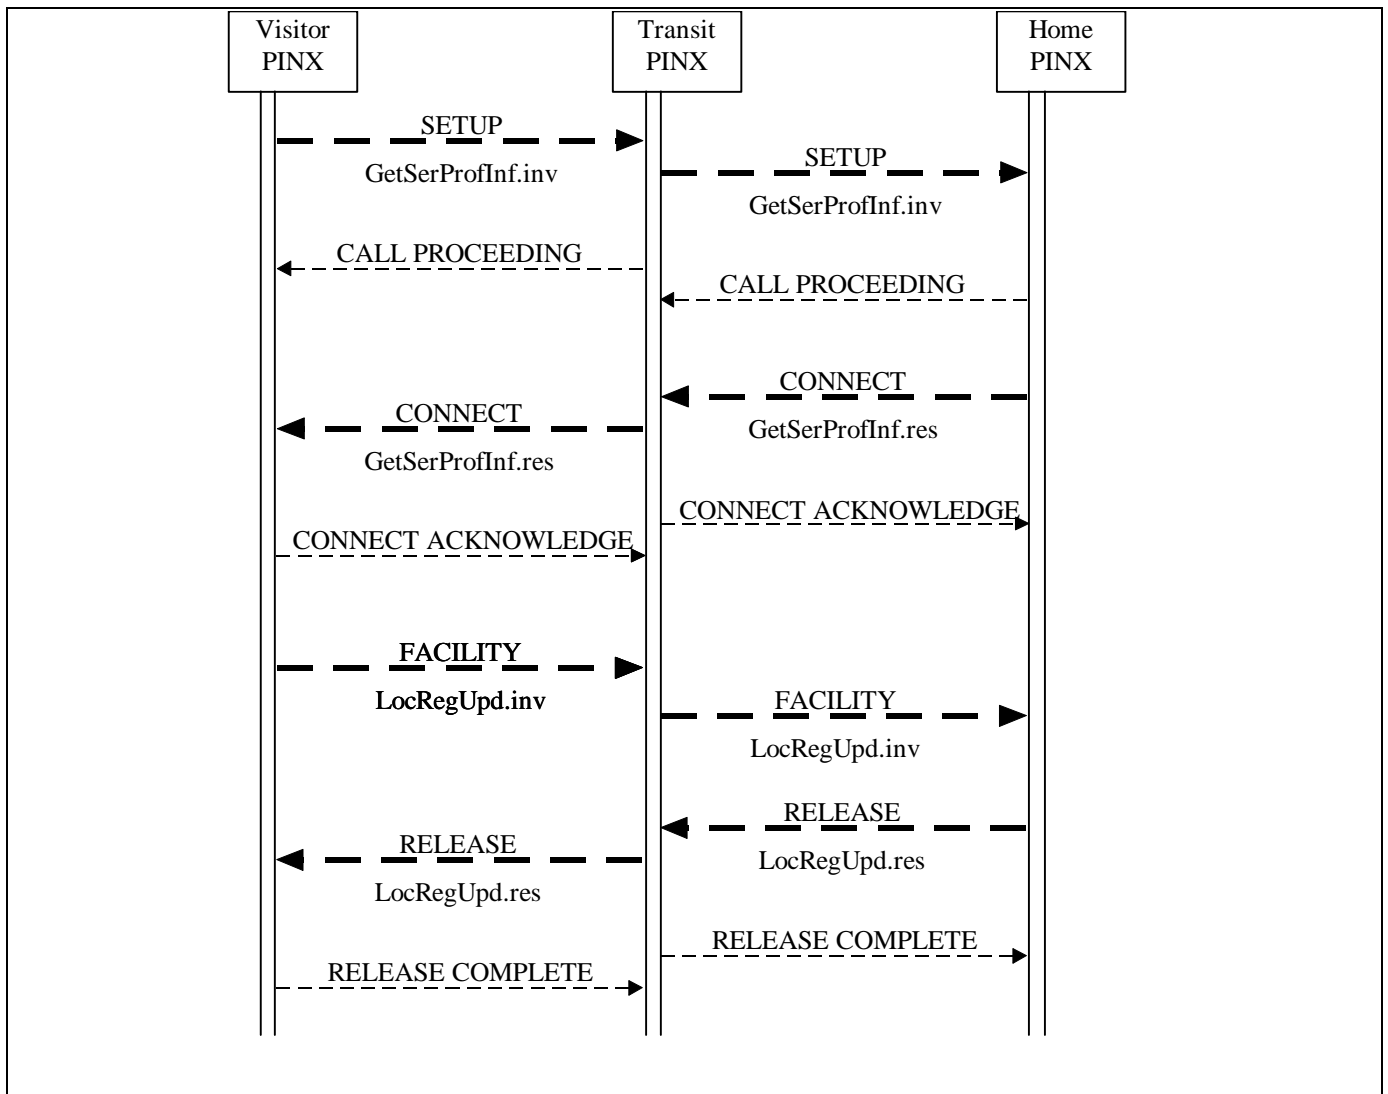 Visitor
PINX
Transit
PINX
Home
PINX
SETUP
GetSerProfInf.inv
SETUP
GetSerProfInf.inv
CALL PROCEEDING
CALL PROCEEDING
CONNECT
GetSerProfInf.res
CONNECT
GetSerProfInf.res
CONNECT ACKNOWLEDGE
CONNECT ACKNOWLEDGE
FACILITY
LocRegUpd.inv
FACILITY
LocRegUpd.inv
RELEASE
LocRegUpd.res
RELEASE
LocRegUpd.res
RELEASE COMPLETE
RELEASE COMPLETE